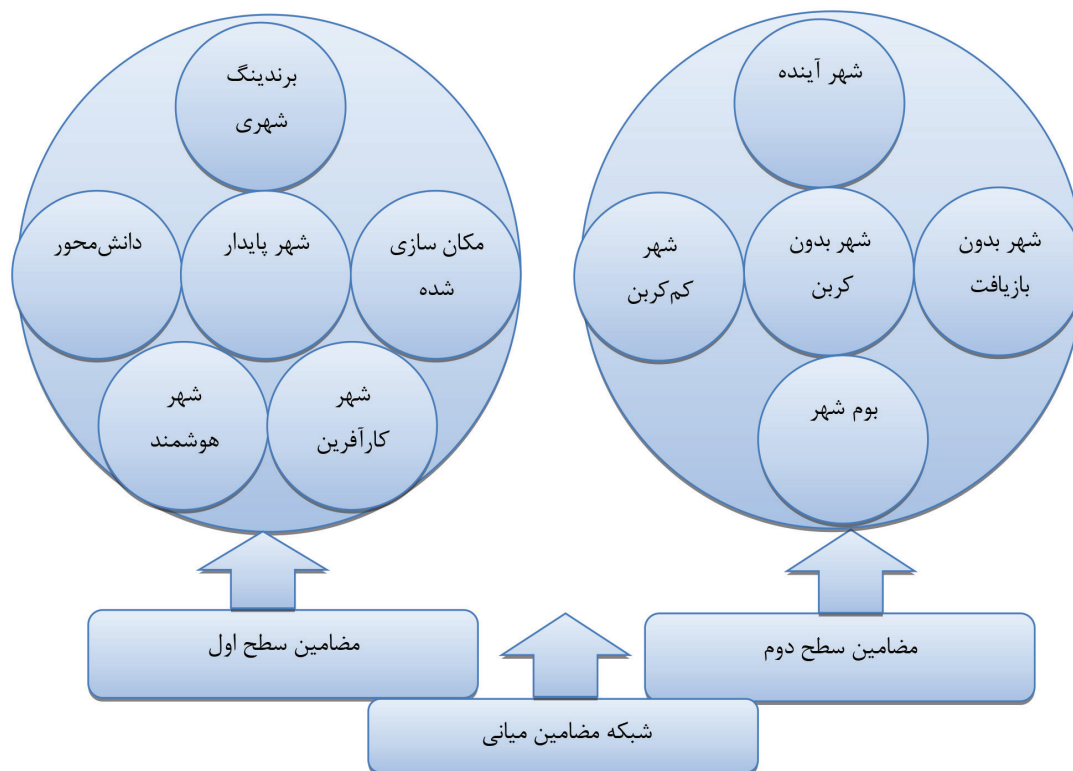 شهر آینده
شهر بدون
بازیافت
شهر بدون
کربن
شهر
کم‌کربن
بوم شهر
برندینگ
شهری
مکان سازی
شده
شهر پایدار
دانش‌محور
شهر
کارآفرین
شهر
هوشمند
مضامین سطح دوم
مضامین سطح اول
شبکه مضامین میانی